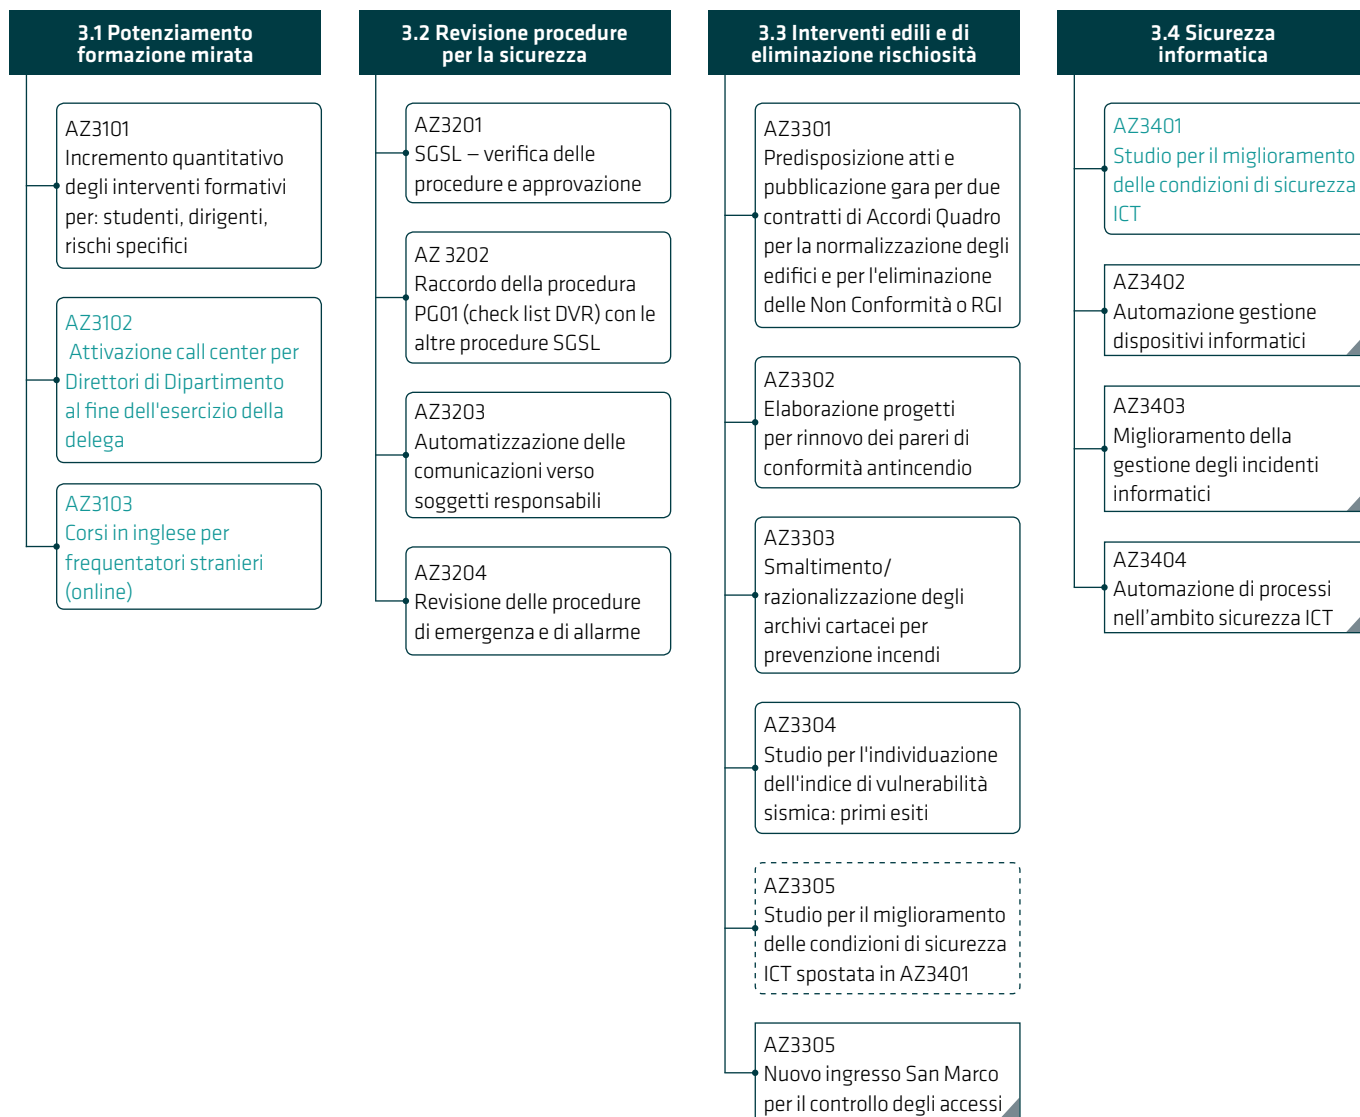 3.1 Potenziamento
formazione mirata
AZ3101
Incremento quantitativo
degli interventi formativi
per: studenti, dirigenti,
rischi specifici
AZ3102
Attivazione call center per
Direttori di Dipartimento
al fine dell'esercizio della
delega
AZ3103
Corsi in inglese per
frequentatori stranieri
(online)
3.2 Revisione procedure
per la sicurezza
AZ3201
SGSL – verifica delle
procedure e approvazione
AZ 3202
Raccordo della procedura
PG01 (check list DVR) con le
altre procedure SGSL
AZ3203
Automatizzazione delle
comunicazioni verso
soggetti responsabili
AZ3204
Revisione delle procedure
di emergenza e di allarme
3.3 Interventi edili e di
eliminazione rischiosità
AZ3301
Predisposizione atti e
pubblicazione gara per due
contratti di Accordi Quadro
per la normalizzazione degli
edifici e per l'eliminazione
delle Non Conformità o RGI
AZ3302
Elaborazione progetti
per rinnovo dei pareri di
conformità antincendio
AZ3303
Smaltimento/
razionalizzazione degli
archivi cartacei per
prevenzione incendi
AZ3304
Studio per l'individuazione
dell'indice di vulnerabilità
sismica: primi esiti
AZ3305
Studio per il miglioramento
delle condizioni di sicurezza
ICT spostata in AZ3401
AZ3305
Nuovo ingresso San Marco
per il controllo degli accessi
3.4 Sicurezza
informatica
AZ3401
Studio per il miglioramento
delle condizioni di sicurezza
ICT
AZ3402
Automazione gestione
dispositivi informatici
AZ3403
Miglioramento della
gestione degli incidenti
informatici
AZ3404
Automazione di processi
nell’ambito sicurezza ICT